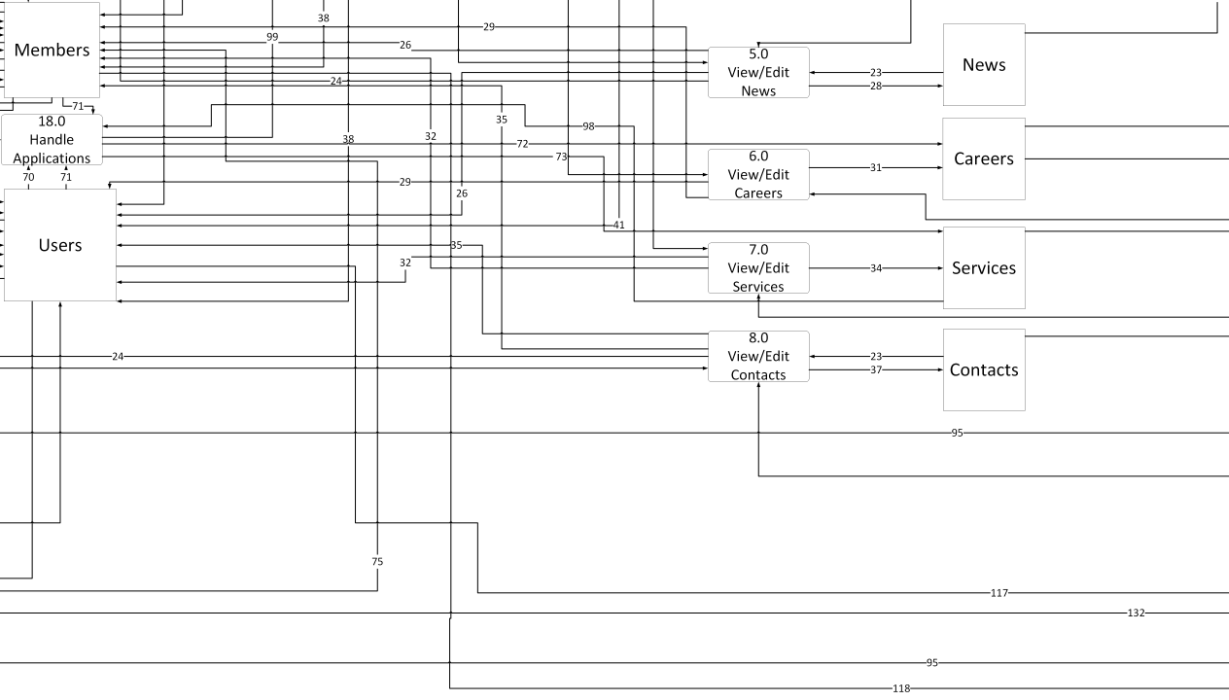 38
29
99
26
Members
5.0
View/Edit
News
News
23
28
24
71
18.0
Handle
Applications
35
98
32
38
72
73
6.0
View/Edit
Careers
31
Careers
70
71
29
26
41
Users
35
32
7.0
View/Edit
Services
34
Services
8.0
View/Edit
Contacts
23
37
Contacts
24
95
75
117
132
95
118